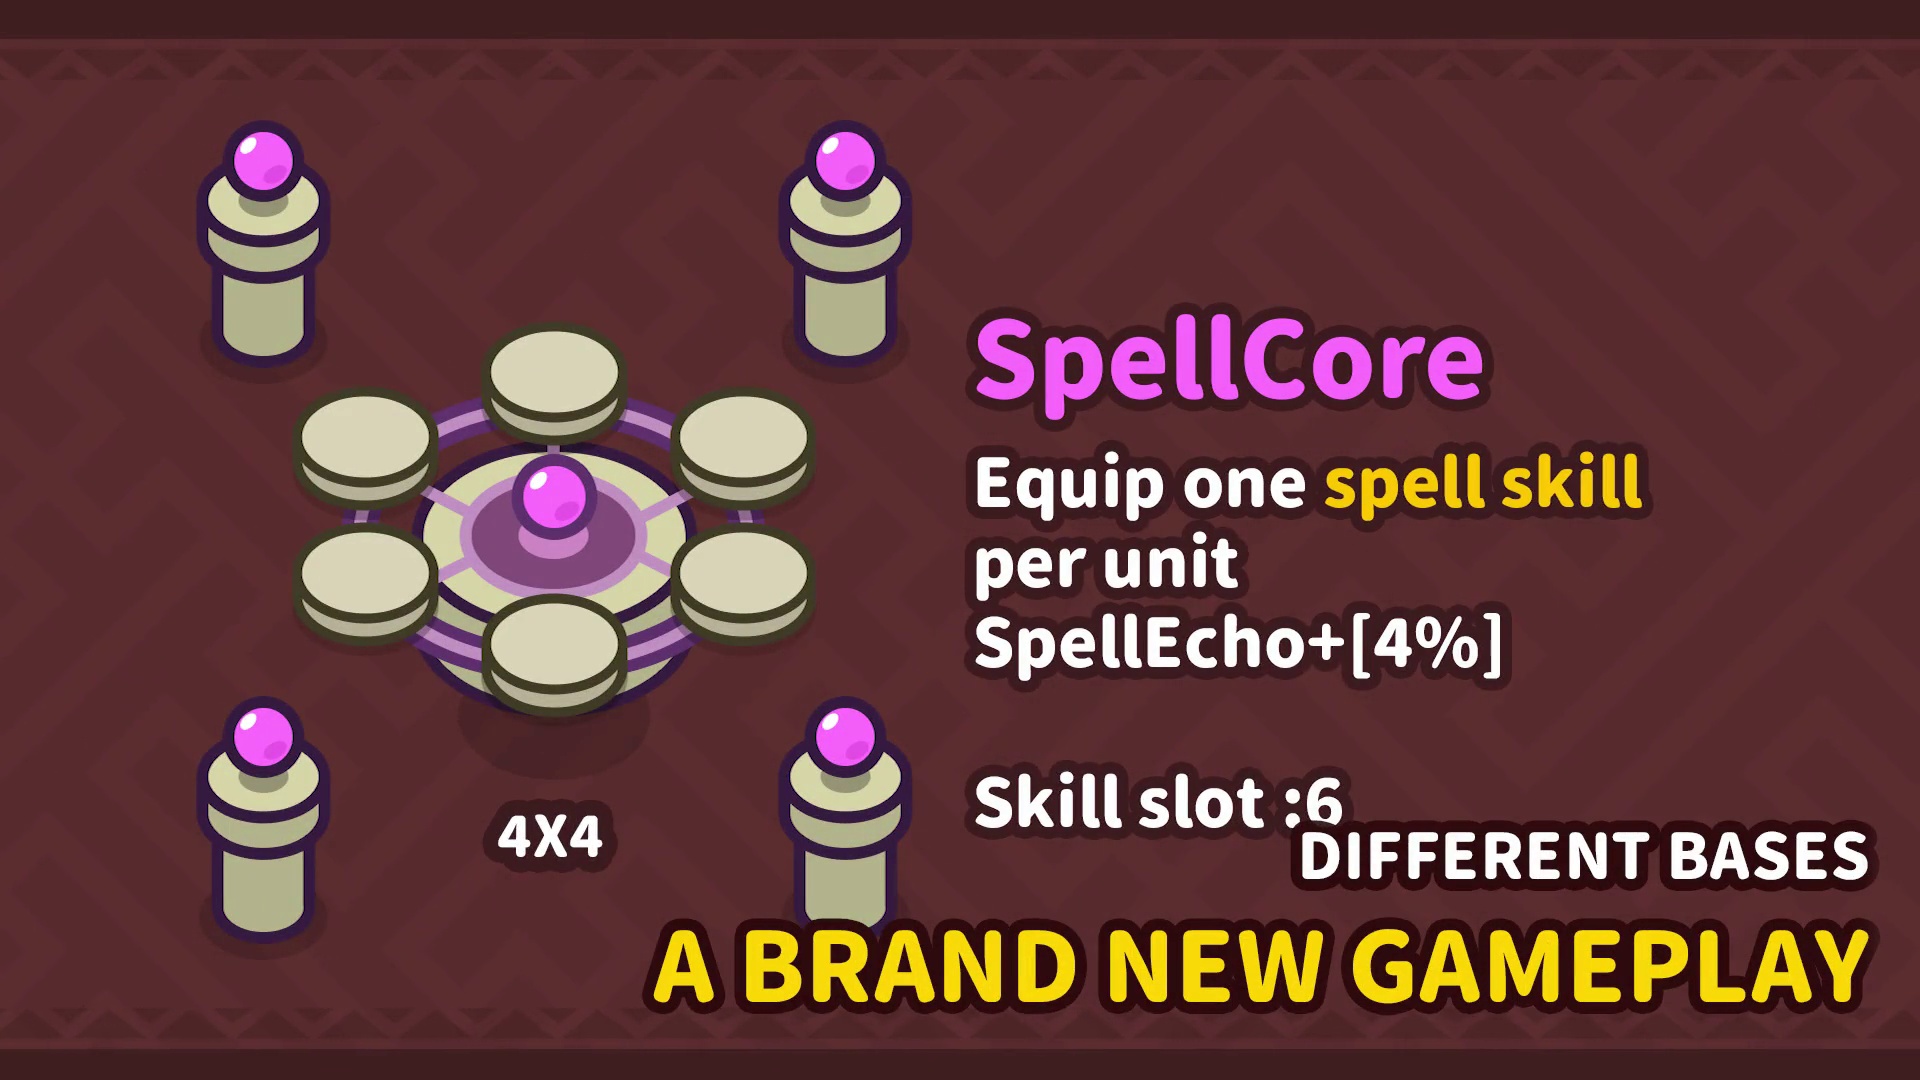 SpellCore
Equip one spell skill
per unit
SpellEcho+[4%]
Skill slot :6
4X4
DIFFERENT BASES
A BRAND NEW GAMEPLAY